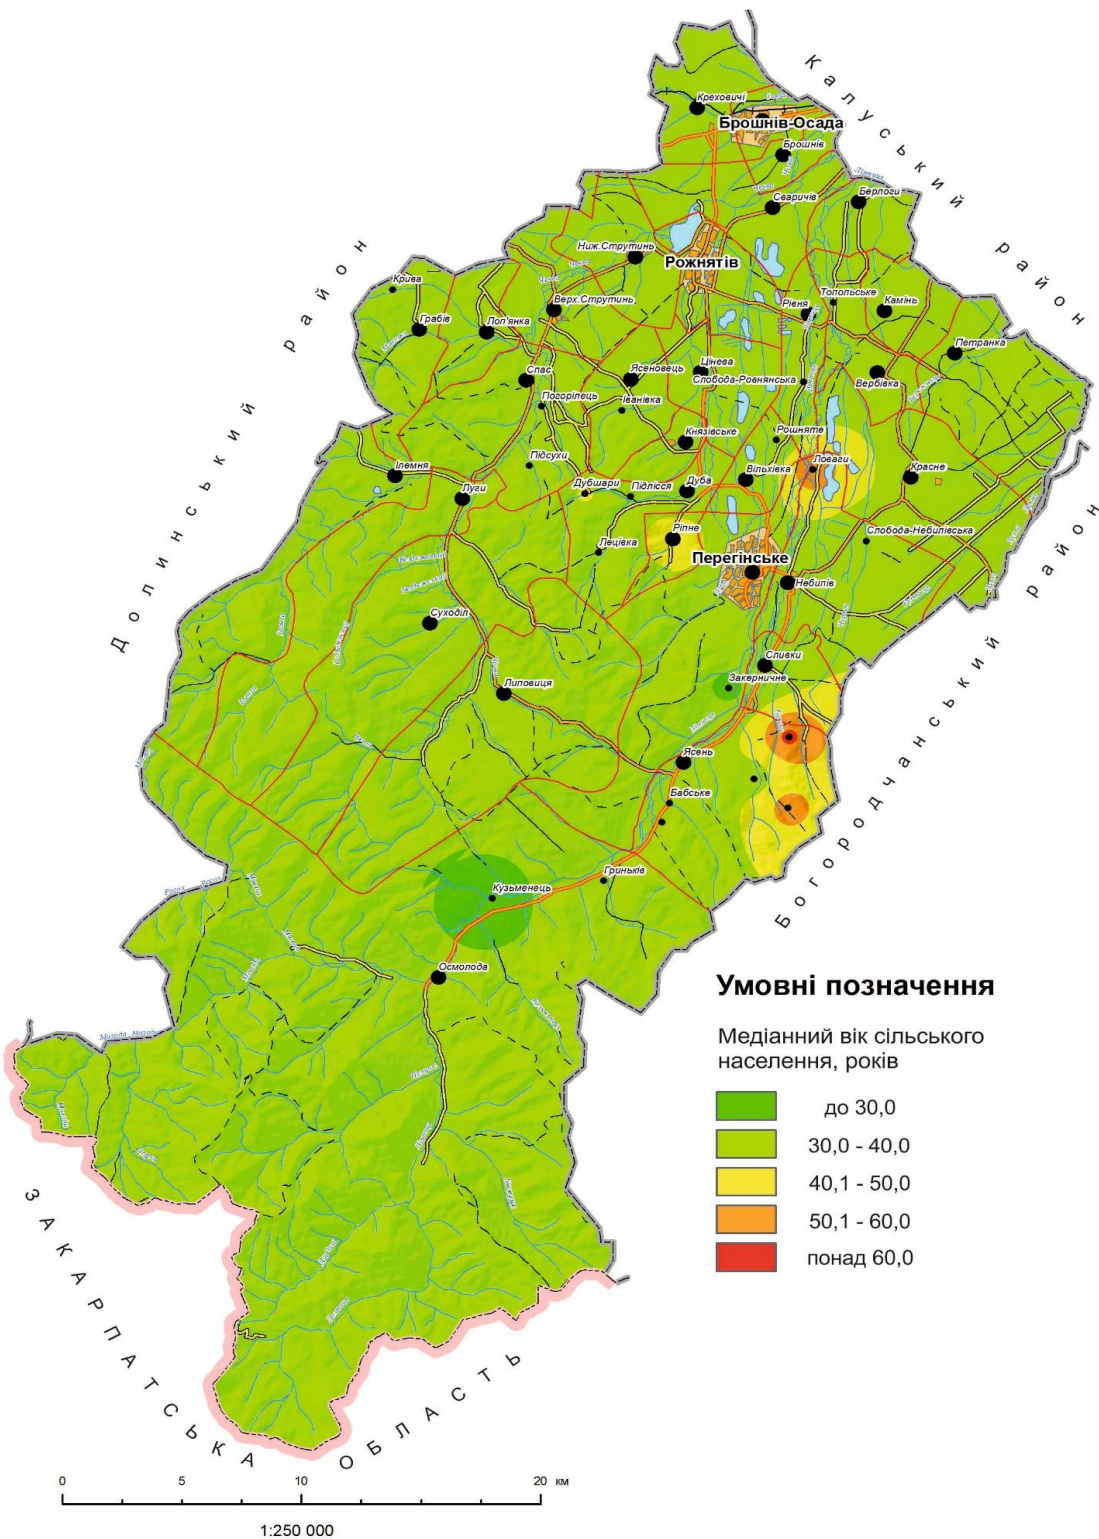 Калуський район
Креховичі
Брошнів-Осада
Брошнів
Сваричів
Берлоги
Ниж.Струтинь
Рожнятів
Долинський район
Крива
Верх.Струтинь
Рівня
Топольське
Камінь
Грабів
Лоп'янка
Петранка
Спас
Ясеновець
Цінева
Слобода-Ровнянська
Вербівка
Погорілець
Іванівка
Князівське
Рошняте
Ілемня
Підсухи
Ловаги
Красне
Луги
Дубшари
Підлісся
Дуба
Вільхівка
Ріпне
Слобода-Небилівська
Лецівка
Перегінське
Небилів
Суходіл
Сливки
Закерничне
Липовиця
Богородчанський район
Ясень
Бабське
Гриньків
Кузьменець
Осмолода
Молода Молода
ЗАКАРПАТСЬКА ОБЛАСТЬ
Умовні позначення
Медіанний вік сільського
населення, років
до 30,0
30,0 - 40,0
40,1 - 50,0
50,1 - 60,0
понад 60,0
0 5 10 20 км
1:250 000